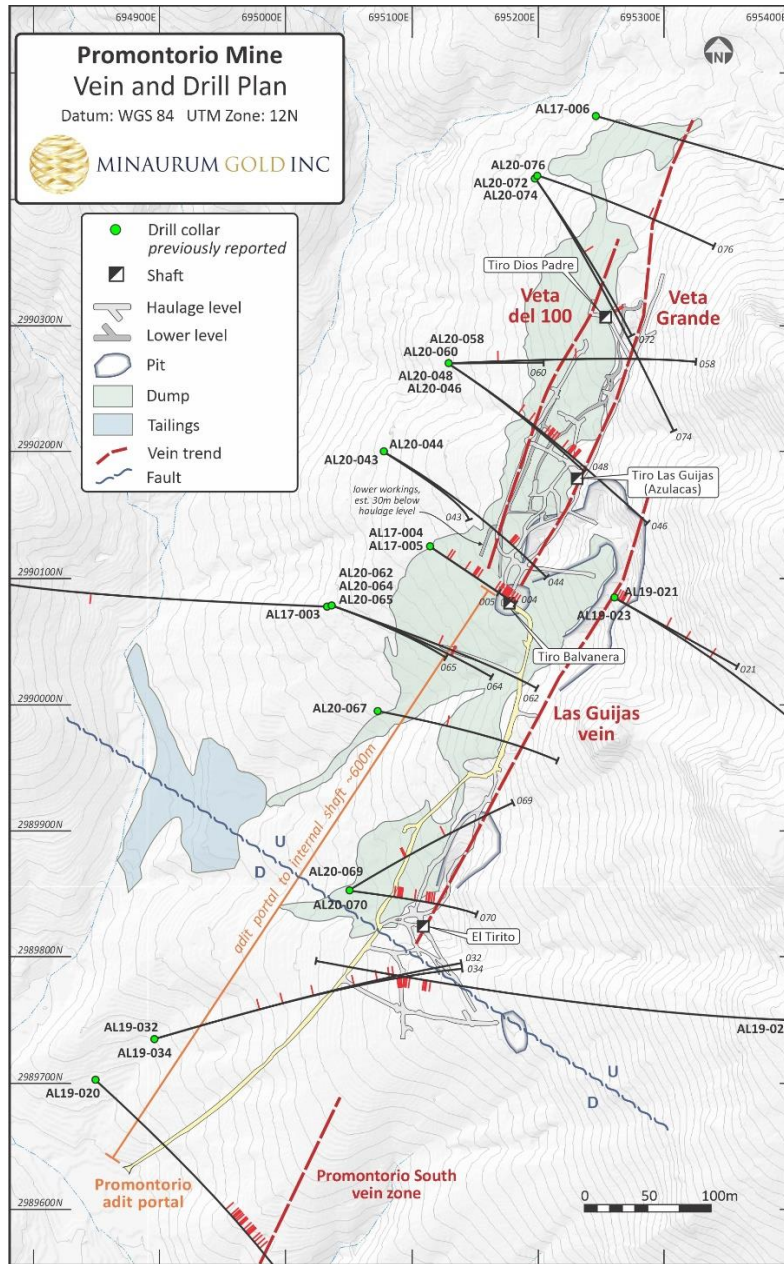 694900E 695000E 695100E 695200E 695300E 695400E
Promontorio Mine
Vein and Drill Plan
Datum: WGS 84 UTM Zone: 12N
MINAURUM GOLD INC
N
Drill collar
previously reported
Shaft
Haulage level
Lower level
Pit
Dump
Tailings
Vein trend
Fault
AL17-006
AL20-076
AL20-072
AL20-074
076
Tiro Dios Padre
Veta
del 100
Veta
Grande
2990300N
072
AL20-058
AL20-060
AL20-048
AL20-046
060
058
074
2990200N
AL20-044
AL20-043
048
Tiro Las Guijas
(Azulacas)
lower workings,
est. 30m below
haulage level
043
046
AL17-004
AL17-005
2990100N
044
AL20-062
AL20-064
AL20-065
AL17-003
005
004
AL19-021
AL19-023
Tiro Balvanera
021
065
064
062
2990000N
AL20-067
Las Guijas
vein
adit portal to internal shaft ~600m
069
2989900N
U
D
AL20-069
AL20-070
070
El Tirito
2989800N
032
034
AL19-032
AL19-034
AL19-02
AL19-020
2989700N
U
D
Promontorio
adit portal
Promontorio South
vein zone
2989600N
0 50 100m